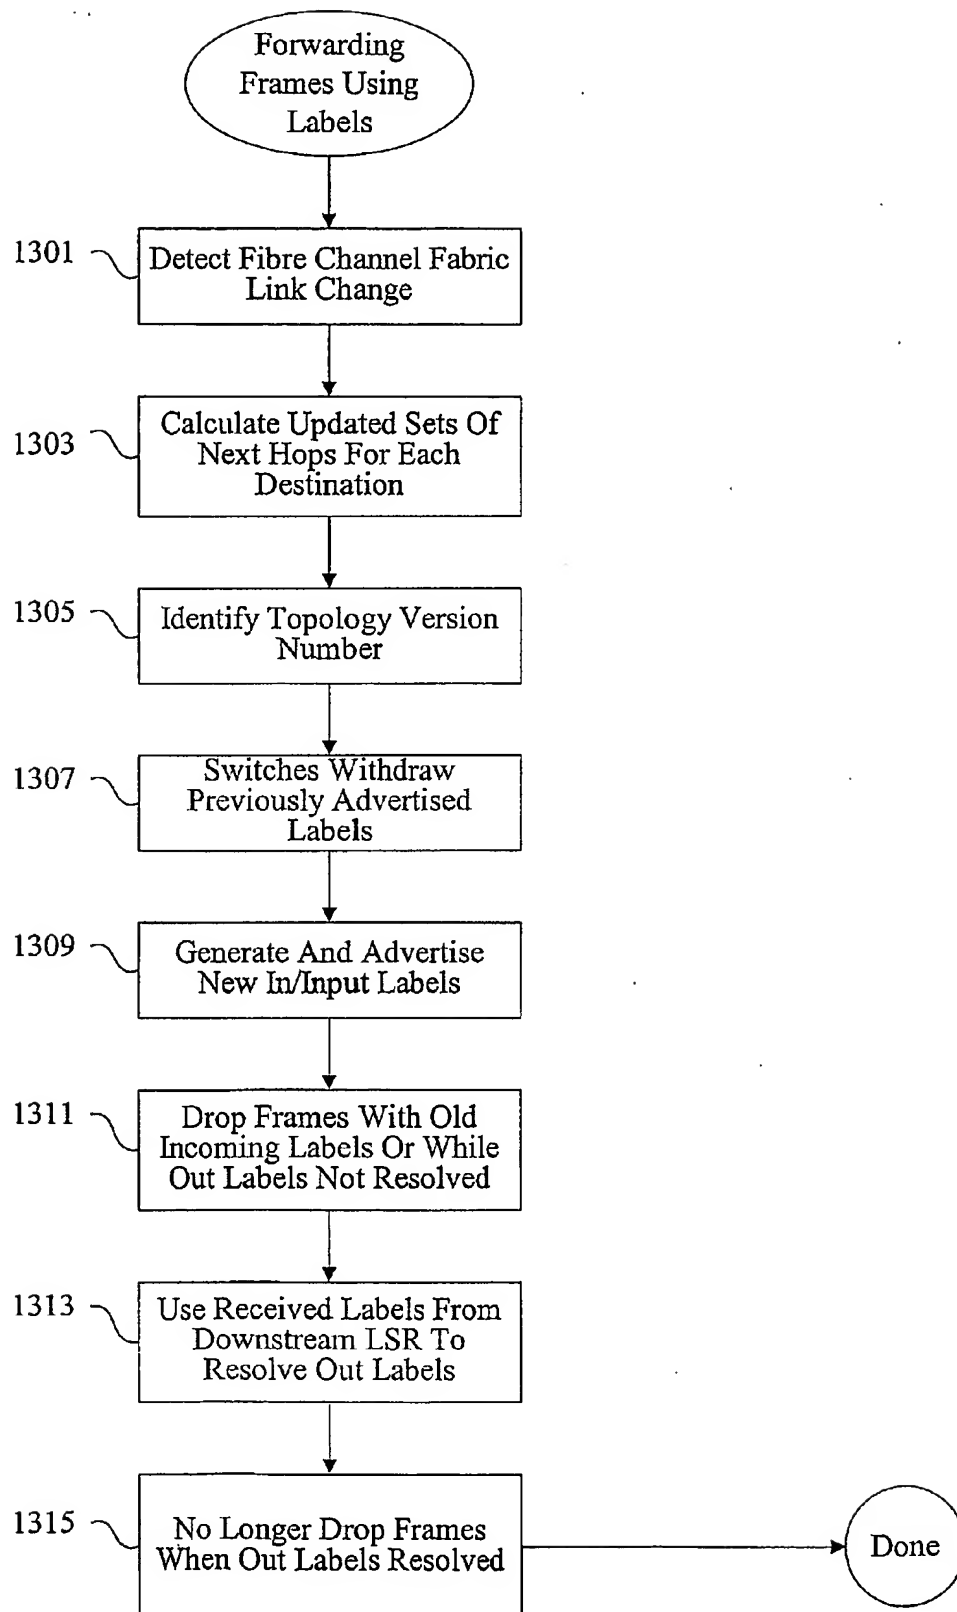 Forwarding
Frames Using
Labels
1301
Detect Fibre Channel Fabric
Link Change
1303
Calculate Updated Sets Of
Next Hops For Each
Destination
1305
Identify Topology Version
Number
1307
Switches Withdraw
Previously Advertised
Labels
1309
Generate And Advertise
New In/Input Labels
1311
Drop Frames With Old
Incoming Labels Or While
Out Labels Not Resolved
1313
Use Received Labels From
Downstream LSR To
Resolve Out Labels
1315
No Longer Drop Frames
When Out Labels Resolved
Done